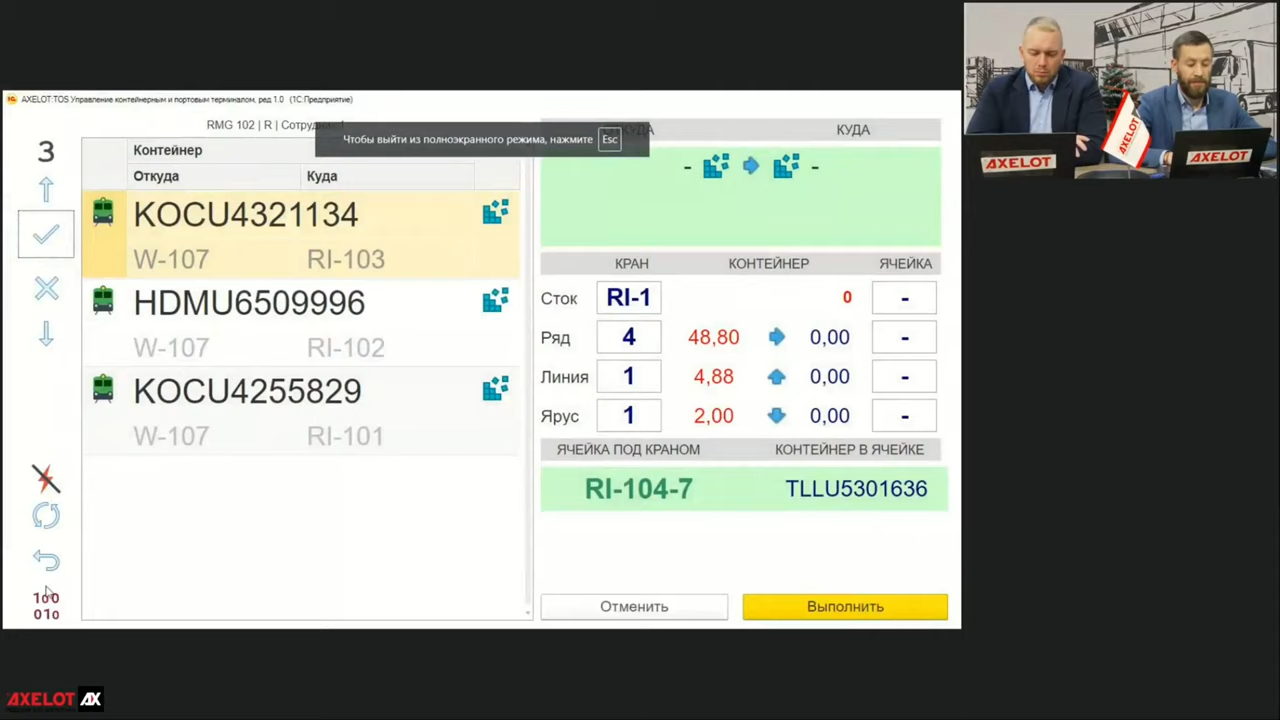 AXELOT:TOS Управление контейнерным и портовым терминалом, ред 1.0 (1С:Предприятие)
RMG 102 | R |
Чтобы выйти из полноэкранного режима, нажмите Esc
3
Контейнер
Откуда Куда
KOCU4321134
W-107 RI-103
HDMU6509996
W-107 RI-102
KOCU4255829
W-107 RI-101
100
010
КУДА
- -
КРАН КОНТЕЙНЕР ЯЧЕЙКА
Сток RI-1 0 -
Ряд 4 48,80 0,00 -
Линия 1 4,88 0,00 -
Ярус 1 2,00 0,00 -
ЯЧЕЙКА ПОД КРАНОМ КОНТЕЙНЕР В ЯЧЕЙКЕ
RI-104-7 TLLU5301636
Отменить Выполнить
AXELOT
AXELOT
AXELOT
AXELOT AX